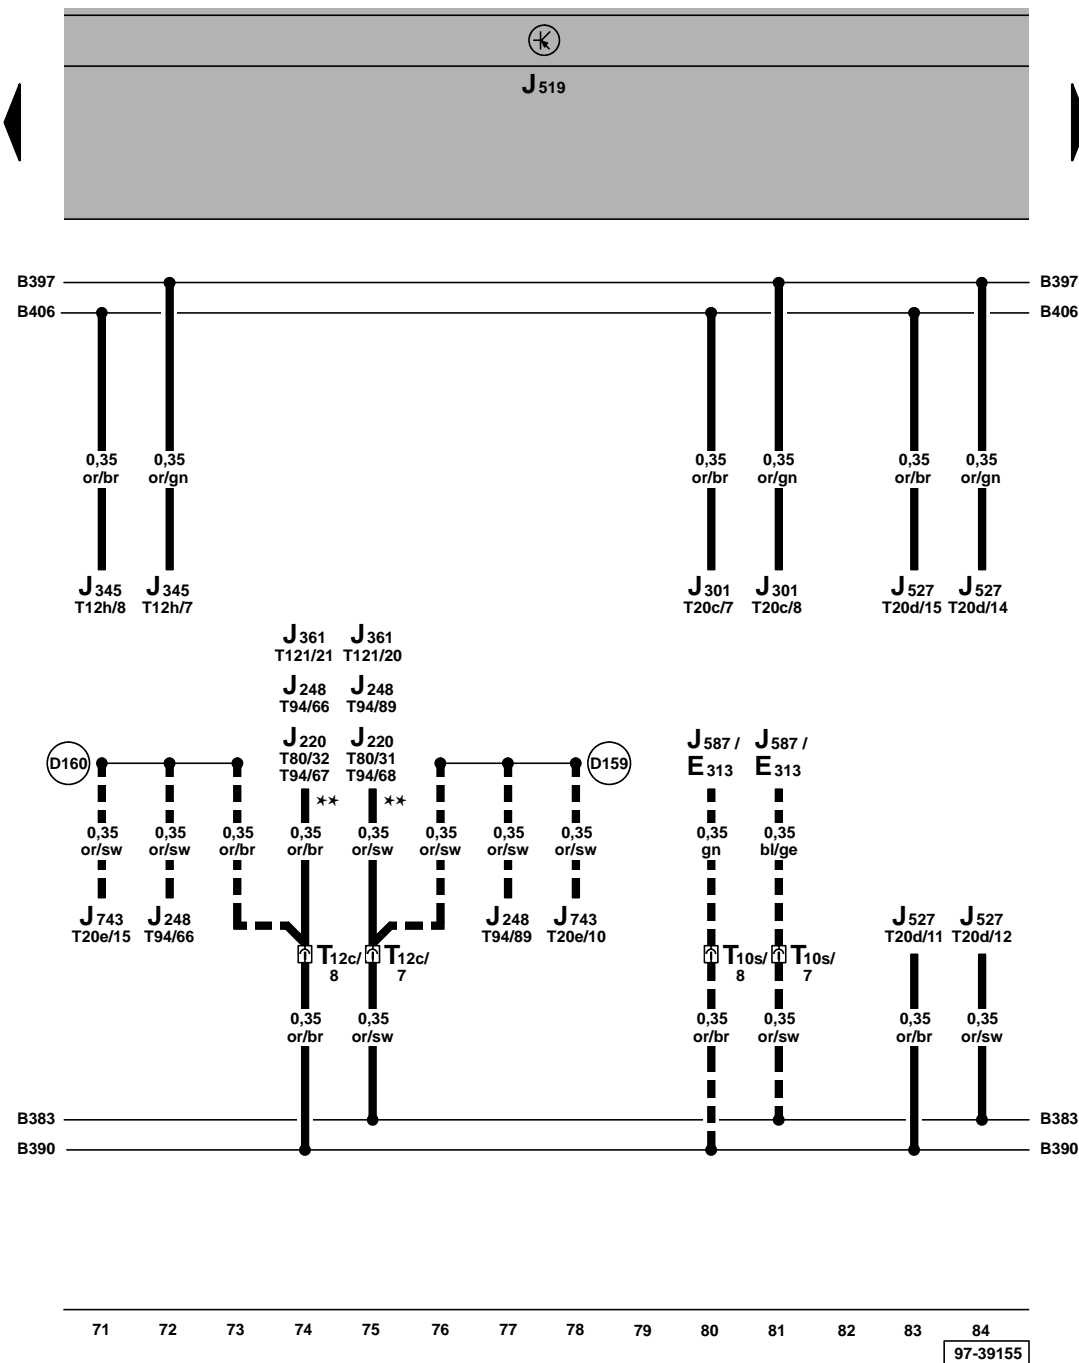 J519
B397 B397
B406 B406
0,35 0,35 0,35 0,35 0,35 0,35
or/br or/gn or/br or/gn or/br or/gn
J345 J345 J301 J301 J527 J527
T12h/8 T12h/7 T20c/7 T20c/8 T20d/15 T20d/14
J361 J361
T121/21 T121/20
J248 J248
T94/66 T94/89
J220 J220 J587 / J587 /
T80/32 T80/31
D160 D159
E313 E313
T94/67 T94/68
** **
0,35 0,35 0,35 0,35 0,35 0,35 0,35 0,35 0,35 0,35
or/sw or/sw or/br or/br or/sw or/sw or/sw or/sw gn bl/ge
J743 J248 J248 J743 J527 J527
T20e/15 T94/66 T94/89 T20e/10 T20d/11 T20d/12
T12c/ T12c/ T10s/ T10s/
8 7 8 7
0,35 0,35 0,35 0,35 0,35 0,35
or/br or/sw or/br or/sw or/br or/sw
B383 B383
B390 B390
71 72 73 74 75 76 77 78 79 80 81 82 83 84
97-39155